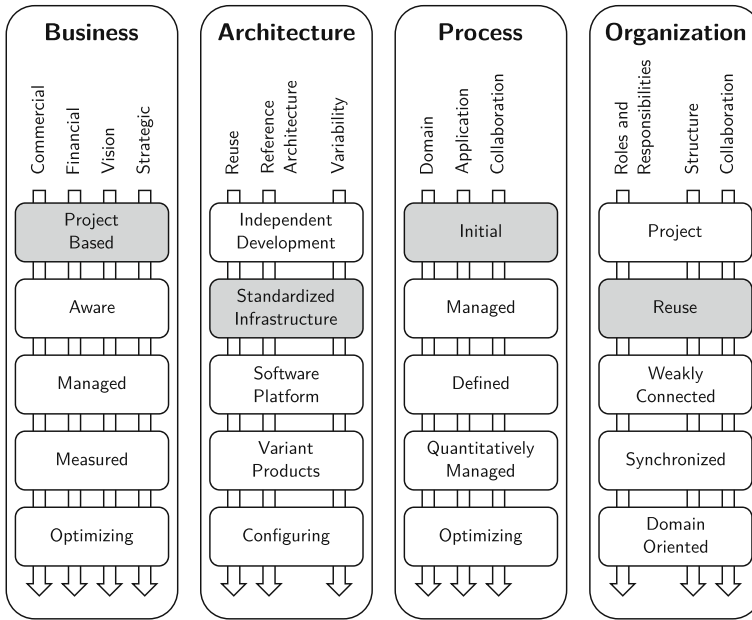 Business
Commercial
Financial
Vision
Strategic
Project
Based
Aware
Managed
Measured
Optimizing
Architecture
Reuse
Reference
Architecture
Variability
Independent
Development
Standardized
Infrastructure
Software
Platform
Variant
Products
Configuring
Process
Domain
Application
Collaboration
Initial
Managed
Defined
Quantitatively
Managed
Optimizing
Organization
Roles and
Responsibilities
Structure
Collaboration
Project
Reuse
Weakly
Connected
Synchronized
Domain
Oriented